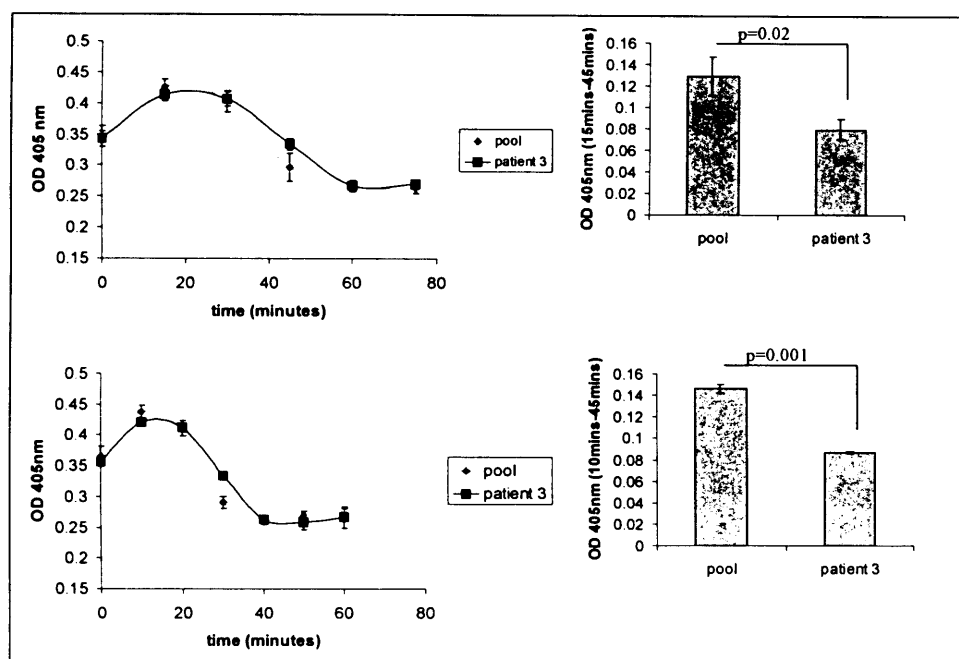 0.5
0.45
0.4
0.35
0.3
0.25
0.2
0.15
OD 405 nm
0 20 40 60 80
time (minutes)
pool
patient 3
p=0.02
0.16
0.14
0.12
0.1
0.08
0.06
0.04
0.02
0
OD 405nm (15mins-45mins)
pool patient 3
0.5
0.45
0.4
0.35
0.3
0.25
0.2
0.15
OD 405nm
0 20 40 60 80
time (minutes)
pool
patient 3
p=0.001
0.16
0.14
0.12
0.1
0.08
0.06
0.04
0.02
0
OD 405nm (10mins-45mins)
pool patient 3